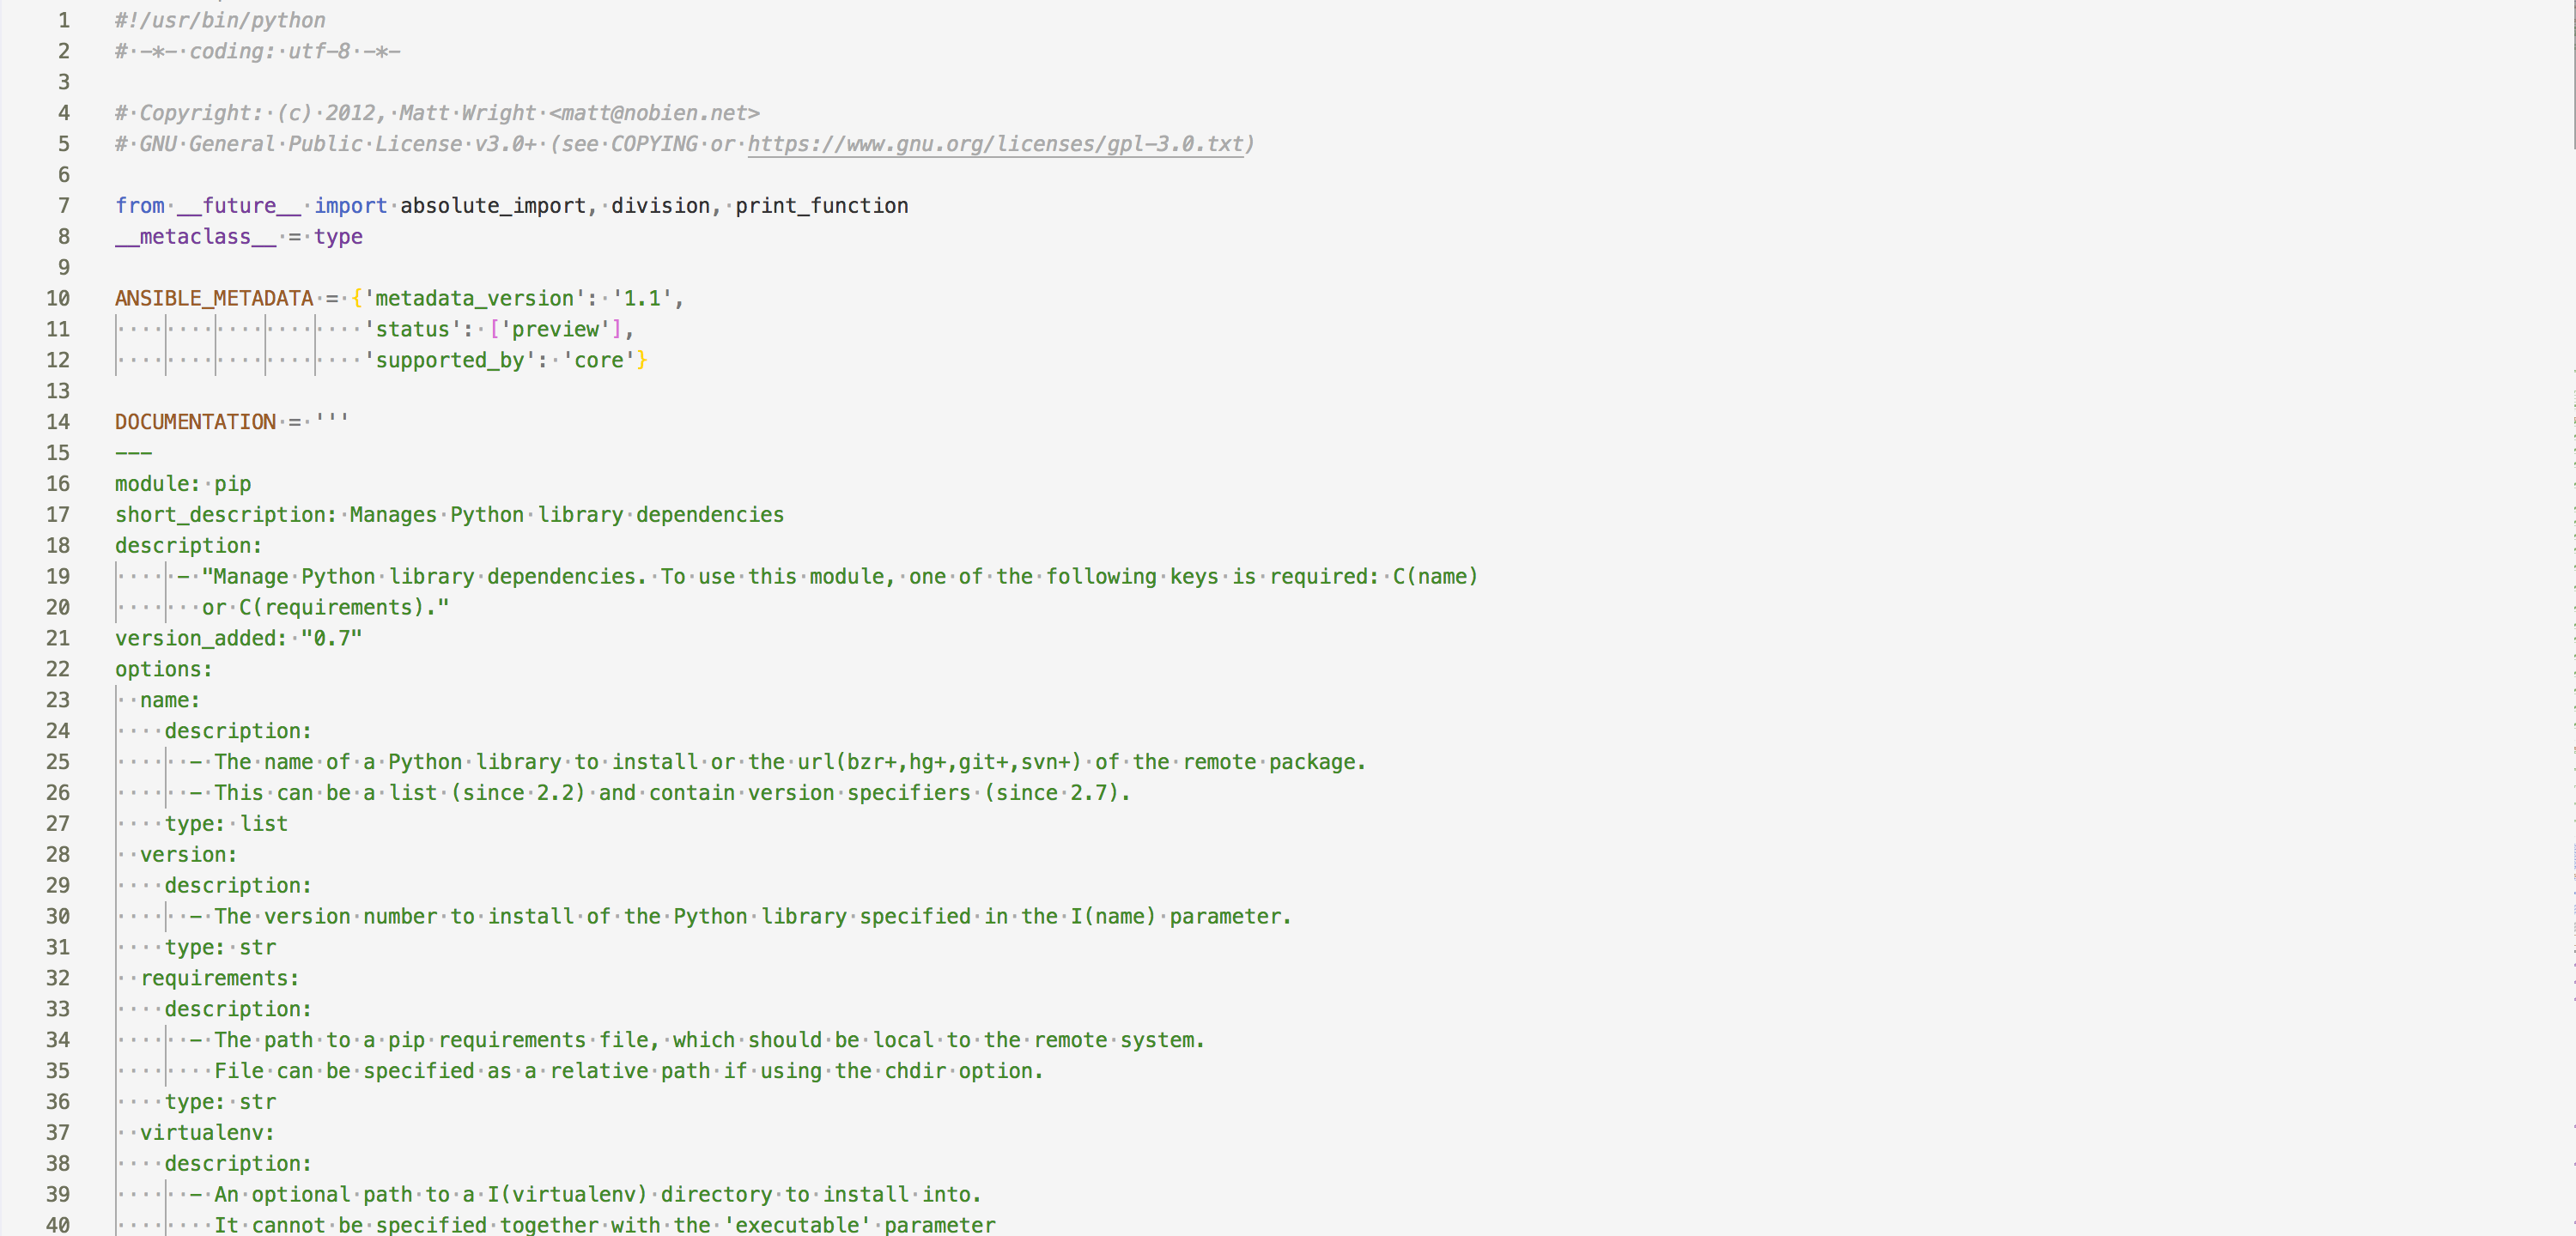 1 #!/usr/bin/python
2 # -*- coding: utf-8 -*-
3
4 # Copyright: (c) 2012, Matt Wright <matt@nobien.net>
5 # GNU General Public License v3.0+ (see COPYING or https://www.gnu.org/licenses/gpl-3.0.txt)
6
7 from __future__ import absolute_import, division, print_function
8 __metaclass__ = type
9
10 ANSIBLE_METADATA = {'metadata_version': '1.1',
11                     'status': ['preview'],
12                     'supported_by': 'core'}
13
14 DOCUMENTATION = '''
15 ---
16 module: pip
17 short_description: Manages Python library dependencies
18 description:
19      - "Manage Python library dependencies. To use this module, one of the following keys is required: C(name)
20        or C(requirements)."
21 version_added: "0.7"
22 options:
23   name:
24     description:
25       - The name of a Python library to install or the url(bzr+,hg+,git+,svn+) of the remote package.
26       - This can be a list (since 2.2) and contain version specifiers (since 2.7).
27     type: list
28   version:
29     description:
30       - The version number to install of the Python library specified in the I(name) parameter.
31     type: str
32   requirements:
33     description:
34       - The path to a pip requirements file, which should be local to the remote system.
35         File can be specified as a relative path if using the chdir option.
36     type: str
37   virtualenv:
38     description:
39       - An optional path to a I(virtualenv) directory to install into.
40         It cannot be specified together with the 'executable' parameter